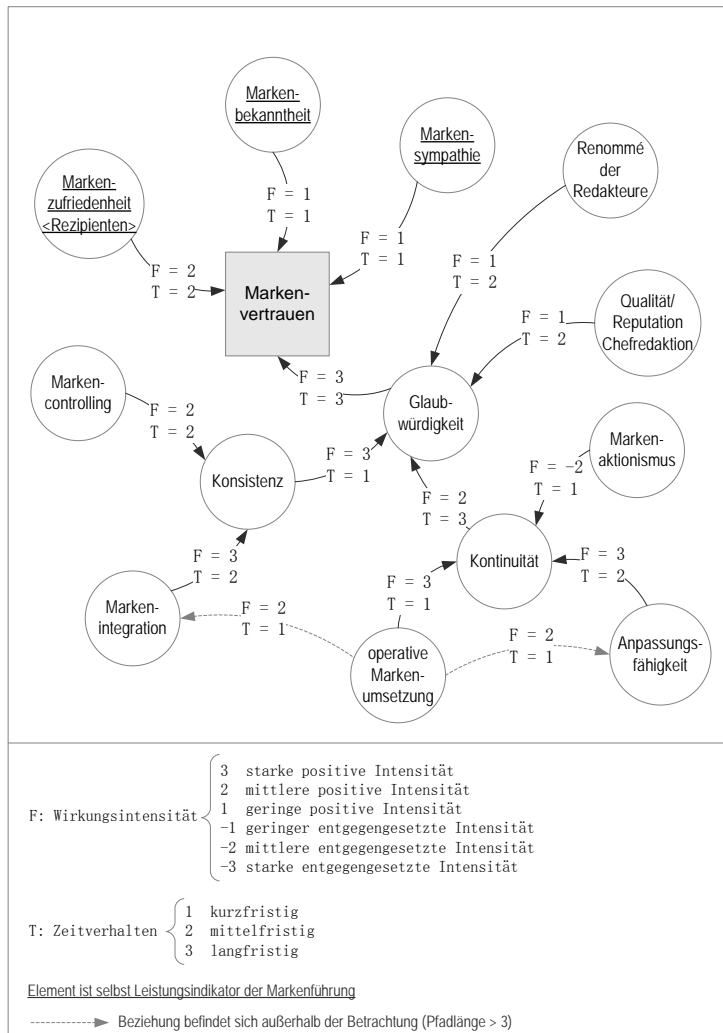 Marken-
bekanntheit
Marken-
sympathie
Renommé
der
Redakteure
Marken-
zufriedenheit
<Rezipienten>
F = 1
T = 1
F = 1
T = 1
F = 2
T = 2
F = 1
T = 2
Marken-
vertrauen
Qualität/
Reputation
Chefredaktion
F = 1
T = 2
Marken-
controlling
F = 3
T = 3
Glaub-
würdigkeit
F = 2
T = 2
Marken-
aktionismus
Konsistenz
F = 3
T = 1
F = -2
T = 1
F = 2
T = 3
Kontinuität
F = 3
T = 2
F = 3
T = 2
F = 3
T = 1
Marken-
integration
F = 2
T = 1
operative
Marken-
umsetzung
F = 2
T = 1
Anpassungs-
fähigkeit
F: Wirkungsintensität
3 starke positive Intensität
2 mittlere positive Intensität
1 geringe positive Intensität
-1 geringer entgegengesetzte Intensität
-2 mittlere entgegengesetzte Intensität
-3 starke entgegengesetzte Intensität
T: Zeitverhalten
1 kurzfristig
2 mittelfristig
3 langfristig
Element ist selbst Leistungsindikator der Markenführung
Beziehung befindet sich außerhalb der Betrachtung (Pfadlänge > 3)